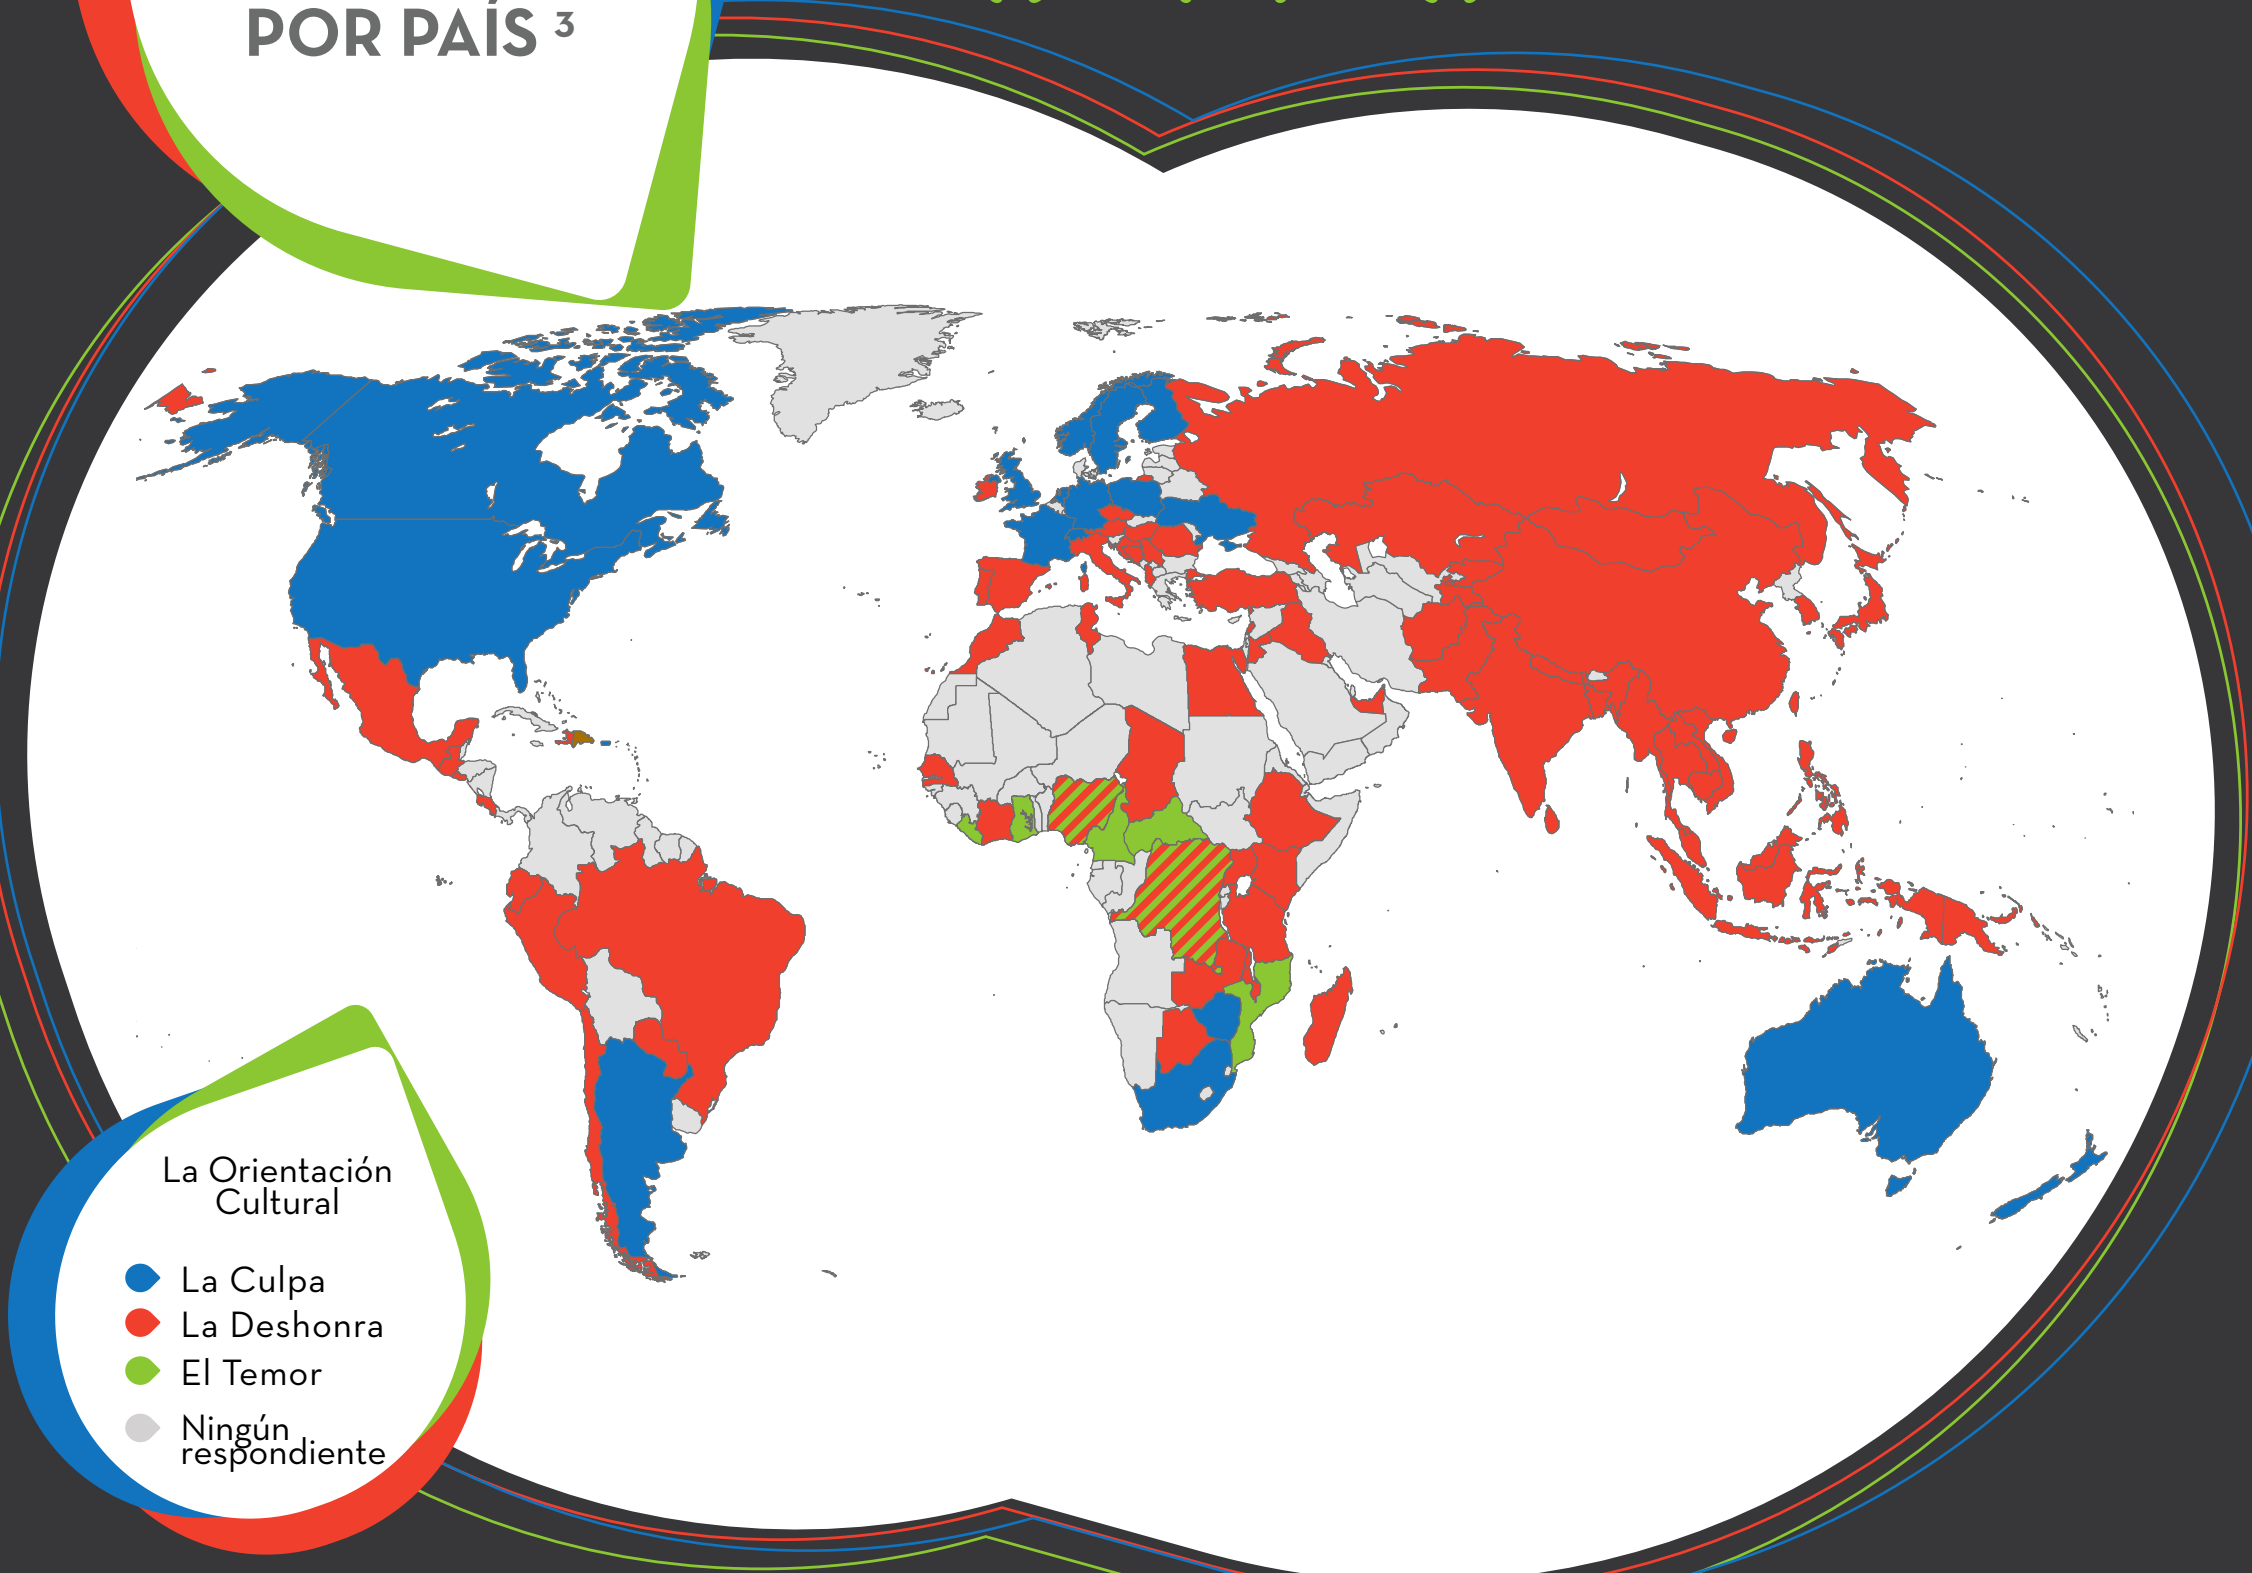 POR PAÍS ³
La Orientación
Cultural
La Culpa
La Deshonra
El Temor
Ningún
respondiente